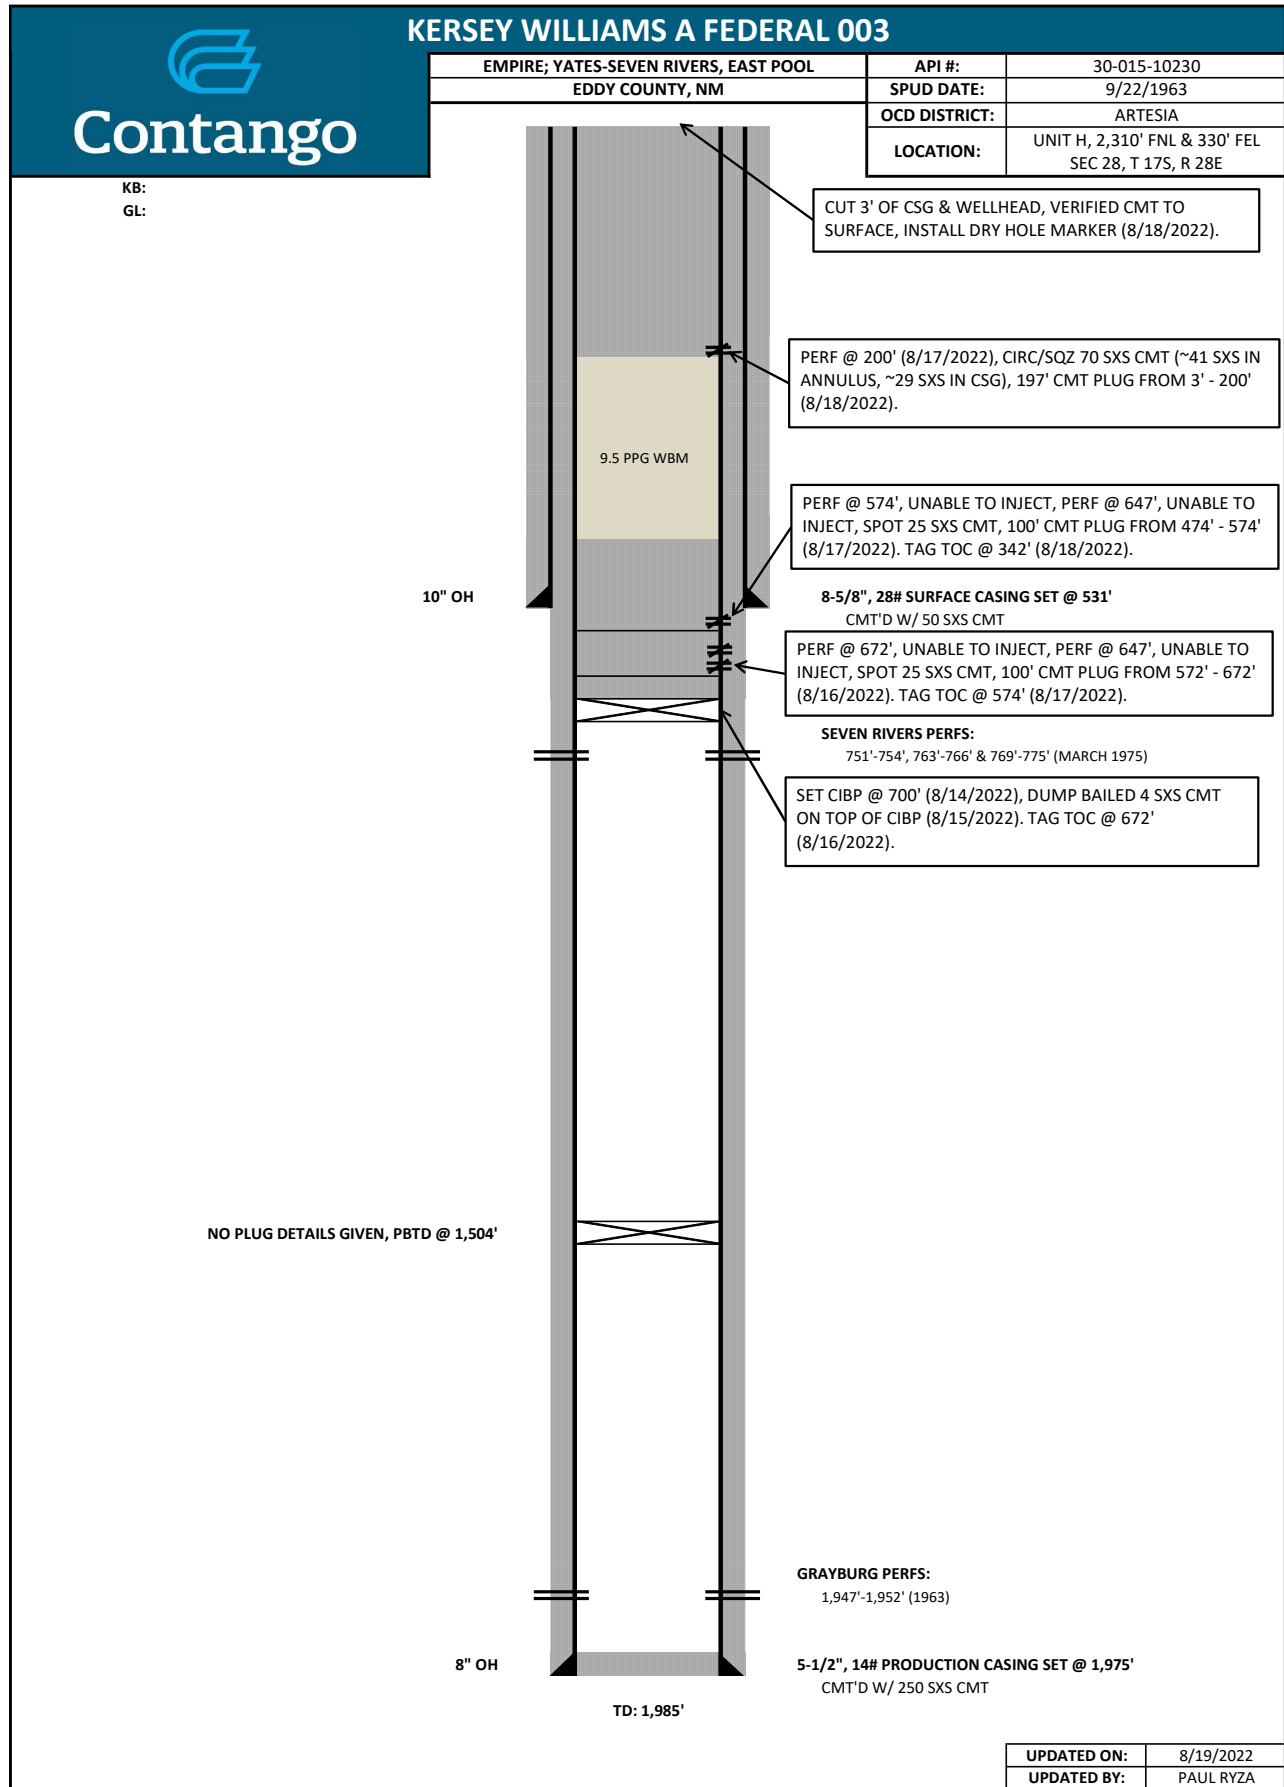 KERSEY WILLIAMS A FEDERAL 003
Contango
EMPIRE; YATES-SEVEN RIVERS, EAST POOL
EDDY COUNTY, NM
API #: 30-015-10230
SPUD DATE: 9/22/1963
OCD DISTRICT: ARTESIA
LOCATION: UNIT H, 2,310' FNL & 330' FEL
SEC 28, T 17S, R 28E
KB:
GL:
CUT 3' OF CSG & WELLHEAD, VERIFIED CMT TO
SURFACE, INSTALL DRY HOLE MARKER (8/18/2022).
PERF @ 200' (8/17/2022), CIRC/SQZ 70 SXS CMT (~41 SXS IN
ANNULUS, ~29 SXS IN CSG), 197' CMT PLUG FROM 3' - 200'
(8/18/2022).
9.5 PPG WBM
PERF @ 574', UNABLE TO INJECT, PERF @ 647', UNABLE TO
INJECT, SPOT 25 SXS CMT, 100' CMT PLUG FROM 474' - 574'
(8/17/2022). TAG TOC @ 342' (8/18/2022).
10" OH
8-5/8", 28# SURFACE CASING SET @ 531'
CMT'D W/ 50 SXS CMT
PERF @ 672', UNABLE TO INJECT, PERF @ 647', UNABLE TO
INJECT, SPOT 25 SXS CMT, 100' CMT PLUG FROM 572' - 672'
(8/16/2022). TAG TOC @ 574' (8/17/2022).
SEVEN RIVERS PERFS:
751'-754', 763'-766' & 769'-775' (MARCH 1975)
SET CIBP @ 700' (8/14/2022), DUMP BAILED 4 SXS CMT
ON TOP OF CIBP (8/15/2022). TAG TOC @ 672'
(8/16/2022).
NO PLUG DETAILS GIVEN, PBTD @ 1,504'
GRAYBURG PERFS:
1,947'-1,952' (1963)
8" OH
5-1/2", 14# PRODUCTION CASING SET @ 1,975'
CMT'D W/ 250 SXS CMT
TD: 1,985'
UPDATED ON: 8/19/2022
UPDATED BY: PAUL RYZA